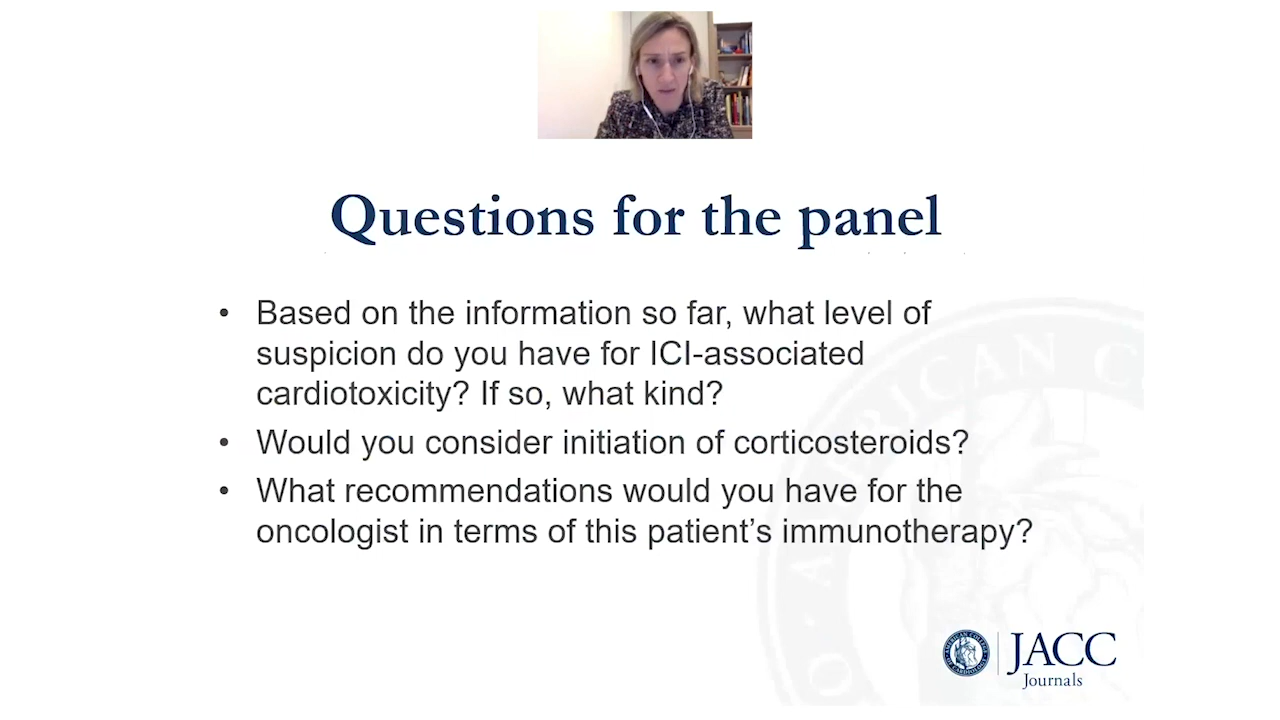 Questions for the panel
• Based on the information so far, what level of
suspicion do you have for ICI-associated
cardiotoxicity? If so, what kind?
• Would you consider initiation of corticosteroids?
• What recommendations would you have for the
oncologist in terms of this patient’s immunotherapy?
AMERICAN C
JACC
Journals